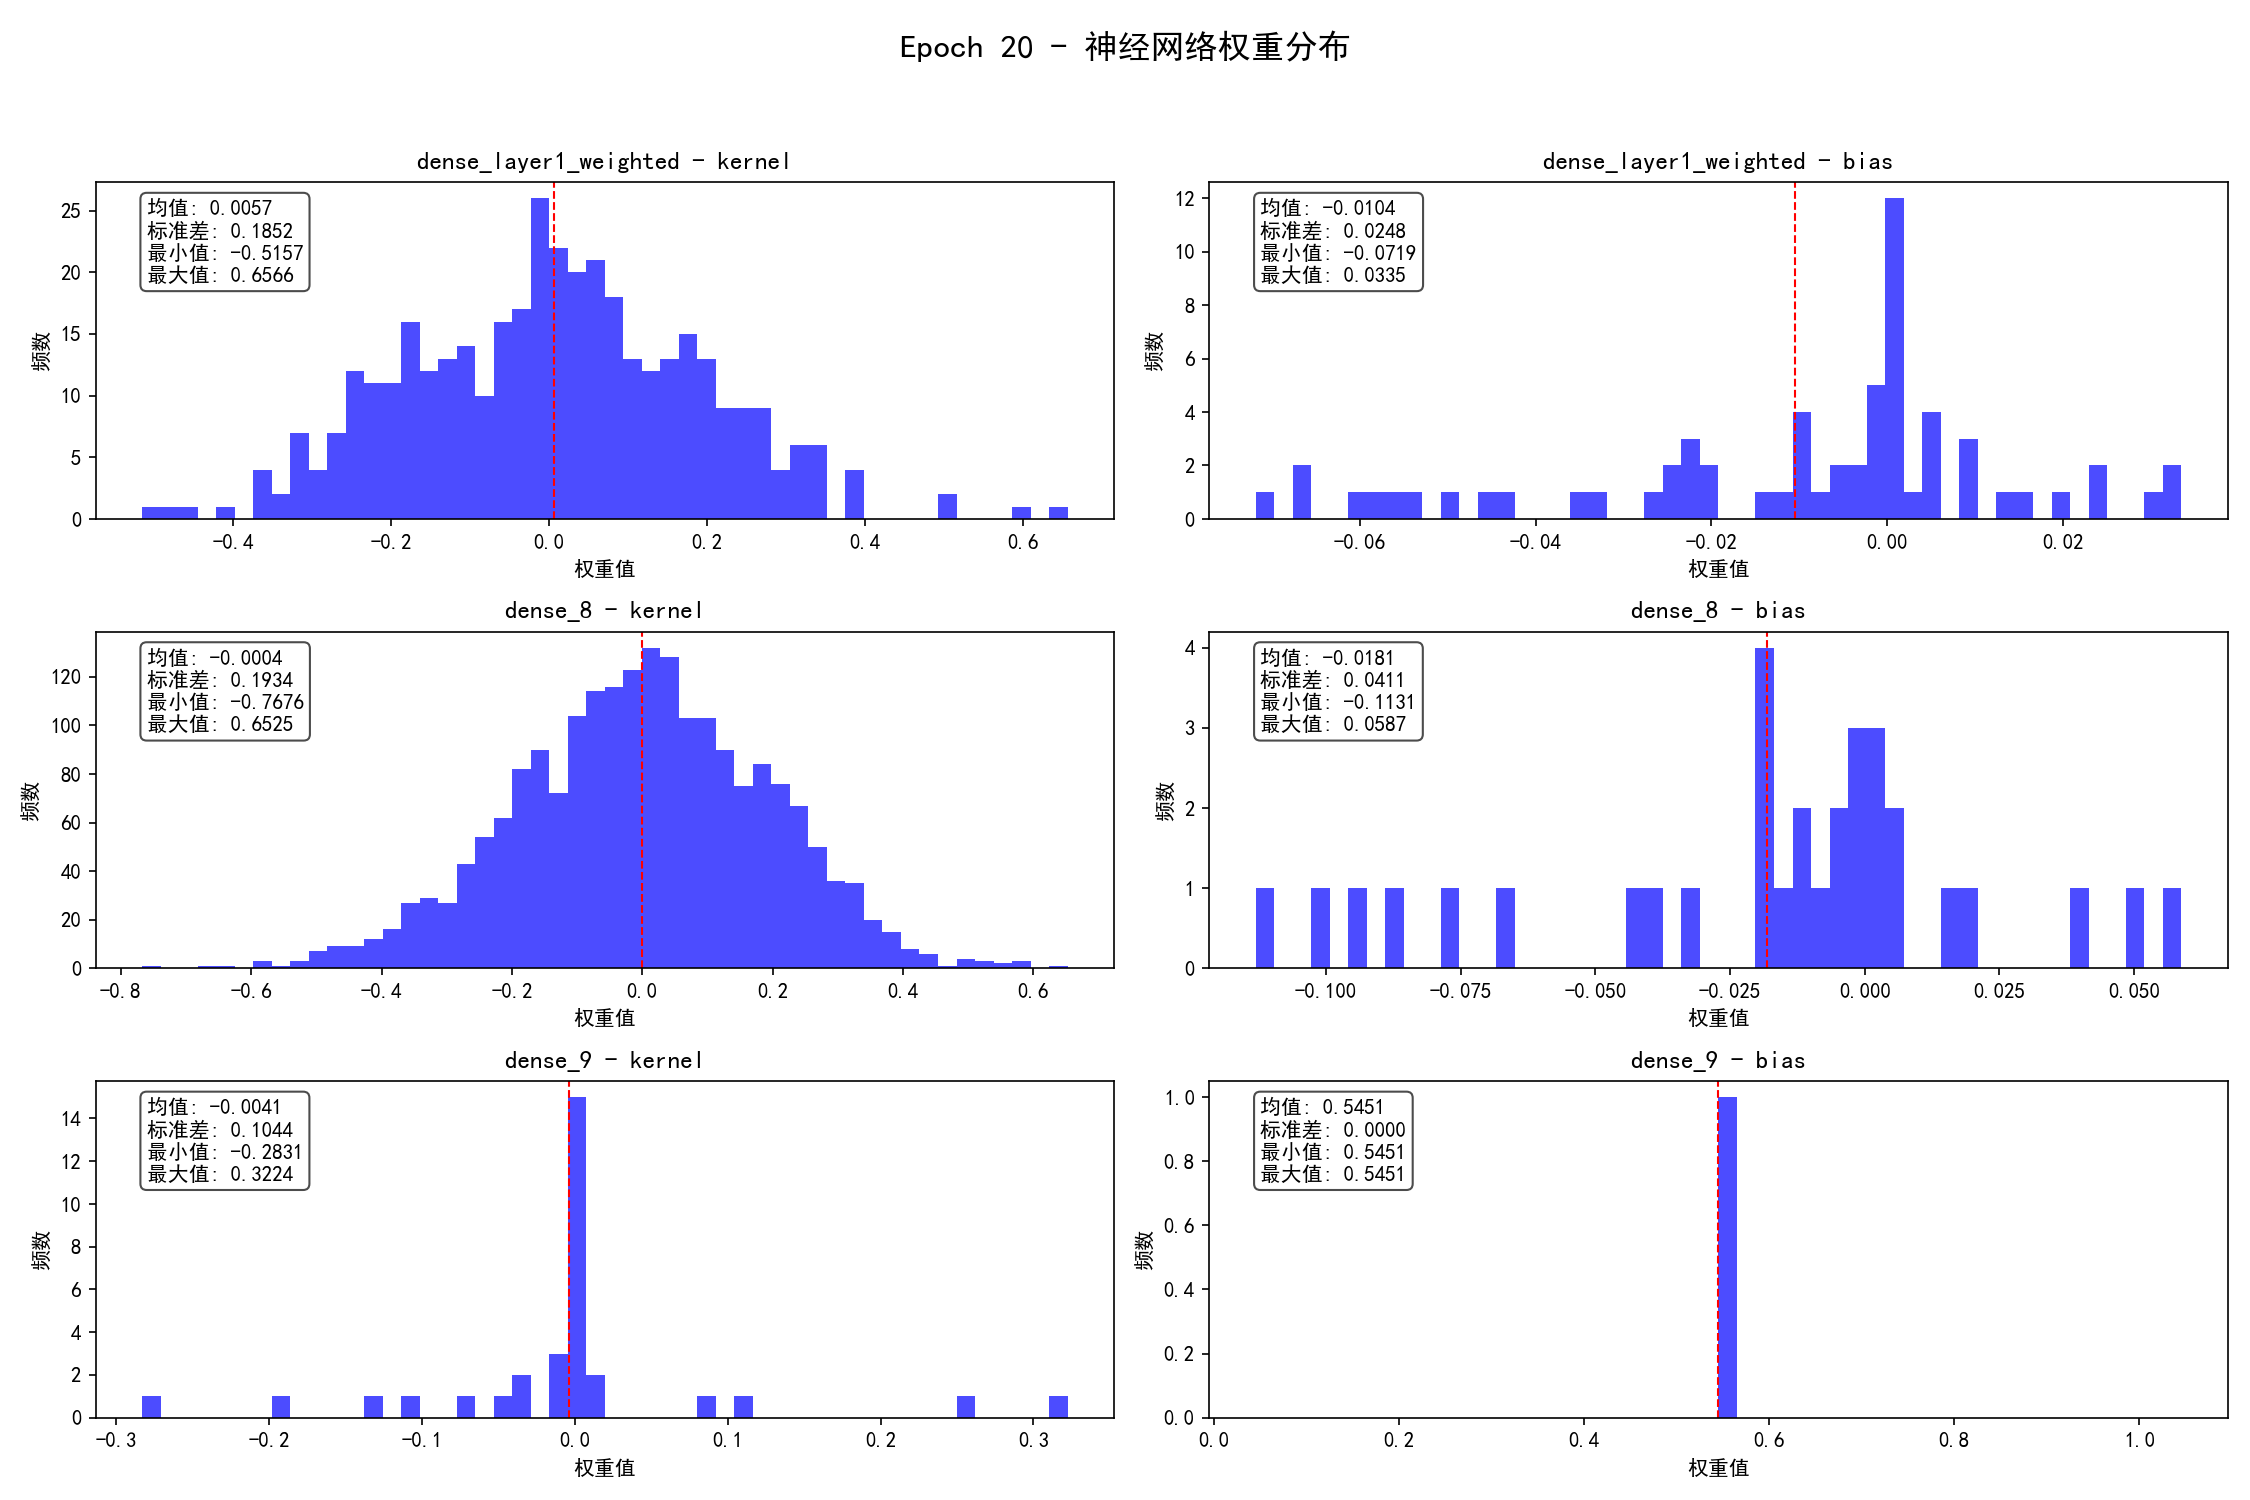 Epoch 20 - 神经网络权重分布
dense_layer1_weighted - kernel
均值: 0.0057
标准差: 0.1852
最小值: -0.5157
最大值: 0.6566
频数
25
20
15
10
5
0
-0.4 -0.2 0.0 0.2 0.4 0.6
权重值
dense_layer1_weighted - bias
均值: -0.0104
标准差: 0.0248
最小值: -0.0719
最大值: 0.0335
频数
12
10
8
6
4
2
0
-0.06 -0.04 -0.02 0.00 0.02
权重值
dense_8 - kernel
均值: -0.0004
标准差: 0.1934
最小值: -0.7676
最大值: 0.6525
频数
120
100
80
60
40
20
0
-0.8 -0.6 -0.4 -0.2 0.0 0.2 0.4 0.6
权重值
dense_8 - bias
均值: -0.0181
标准差: 0.0411
最小值: -0.1131
最大值: 0.0587
频数
4
3
2
1
0
-0.100 -0.075 -0.050 -0.025 0.000 0.025 0.050
权重值
dense_9 - kernel
均值: -0.0041
标准差: 0.1044
最小值: -0.2831
最大值: 0.3224
频数
14
12
10
8
6
4
2
0
-0.3 -0.2 -0.1 0.0 0.1 0.2 0.3
权重值
dense_9 - bias
均值: 0.5451
标准差: 0.0000
最小值: 0.5451
最大值: 0.5451
频数
1.0
0.8
0.6
0.4
0.2
0.0
0.0 0.2 0.4 0.6 0.8 1.0
权重值